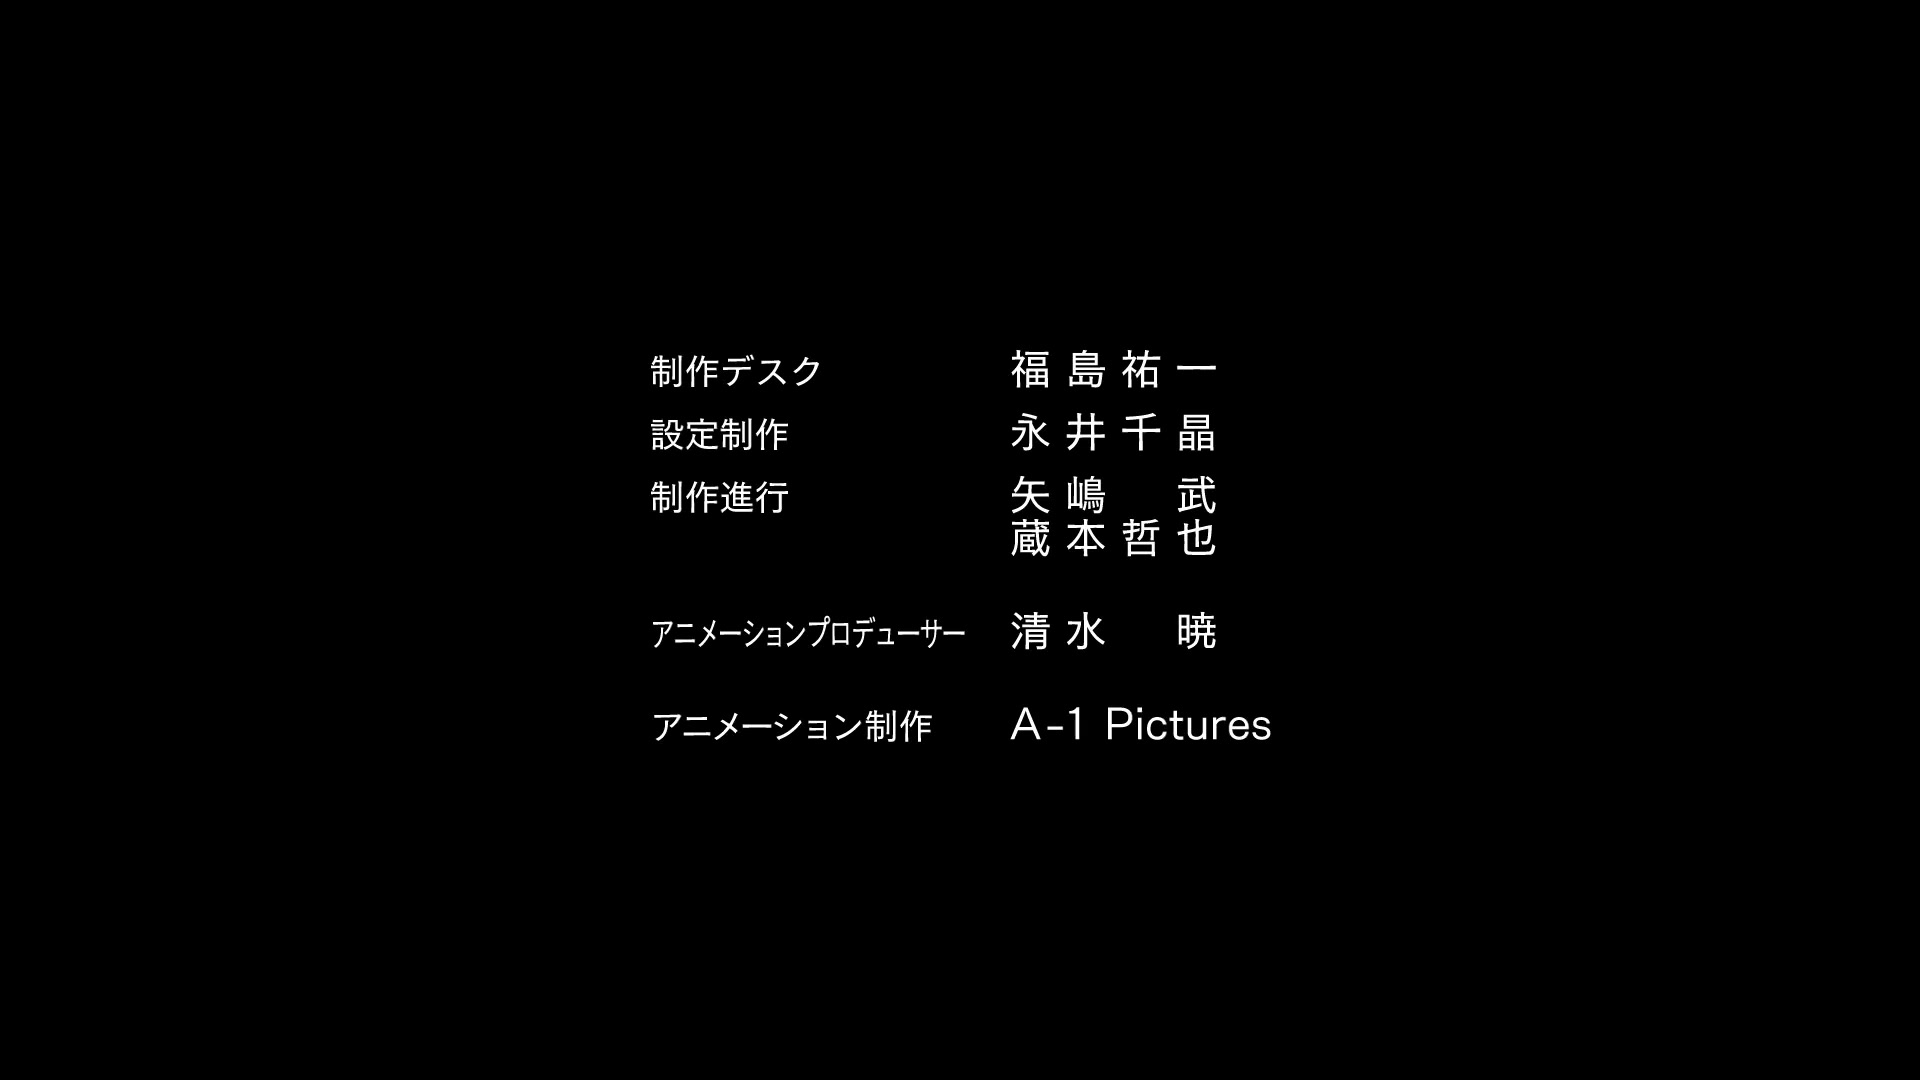 制作デスク 福島祐一
設定制作 永井千晶
制作進行 矢嶋 武
蔵本哲也
アニメーションプロデューサー 清水 暁
アニメーション制作 A-1 Pictures